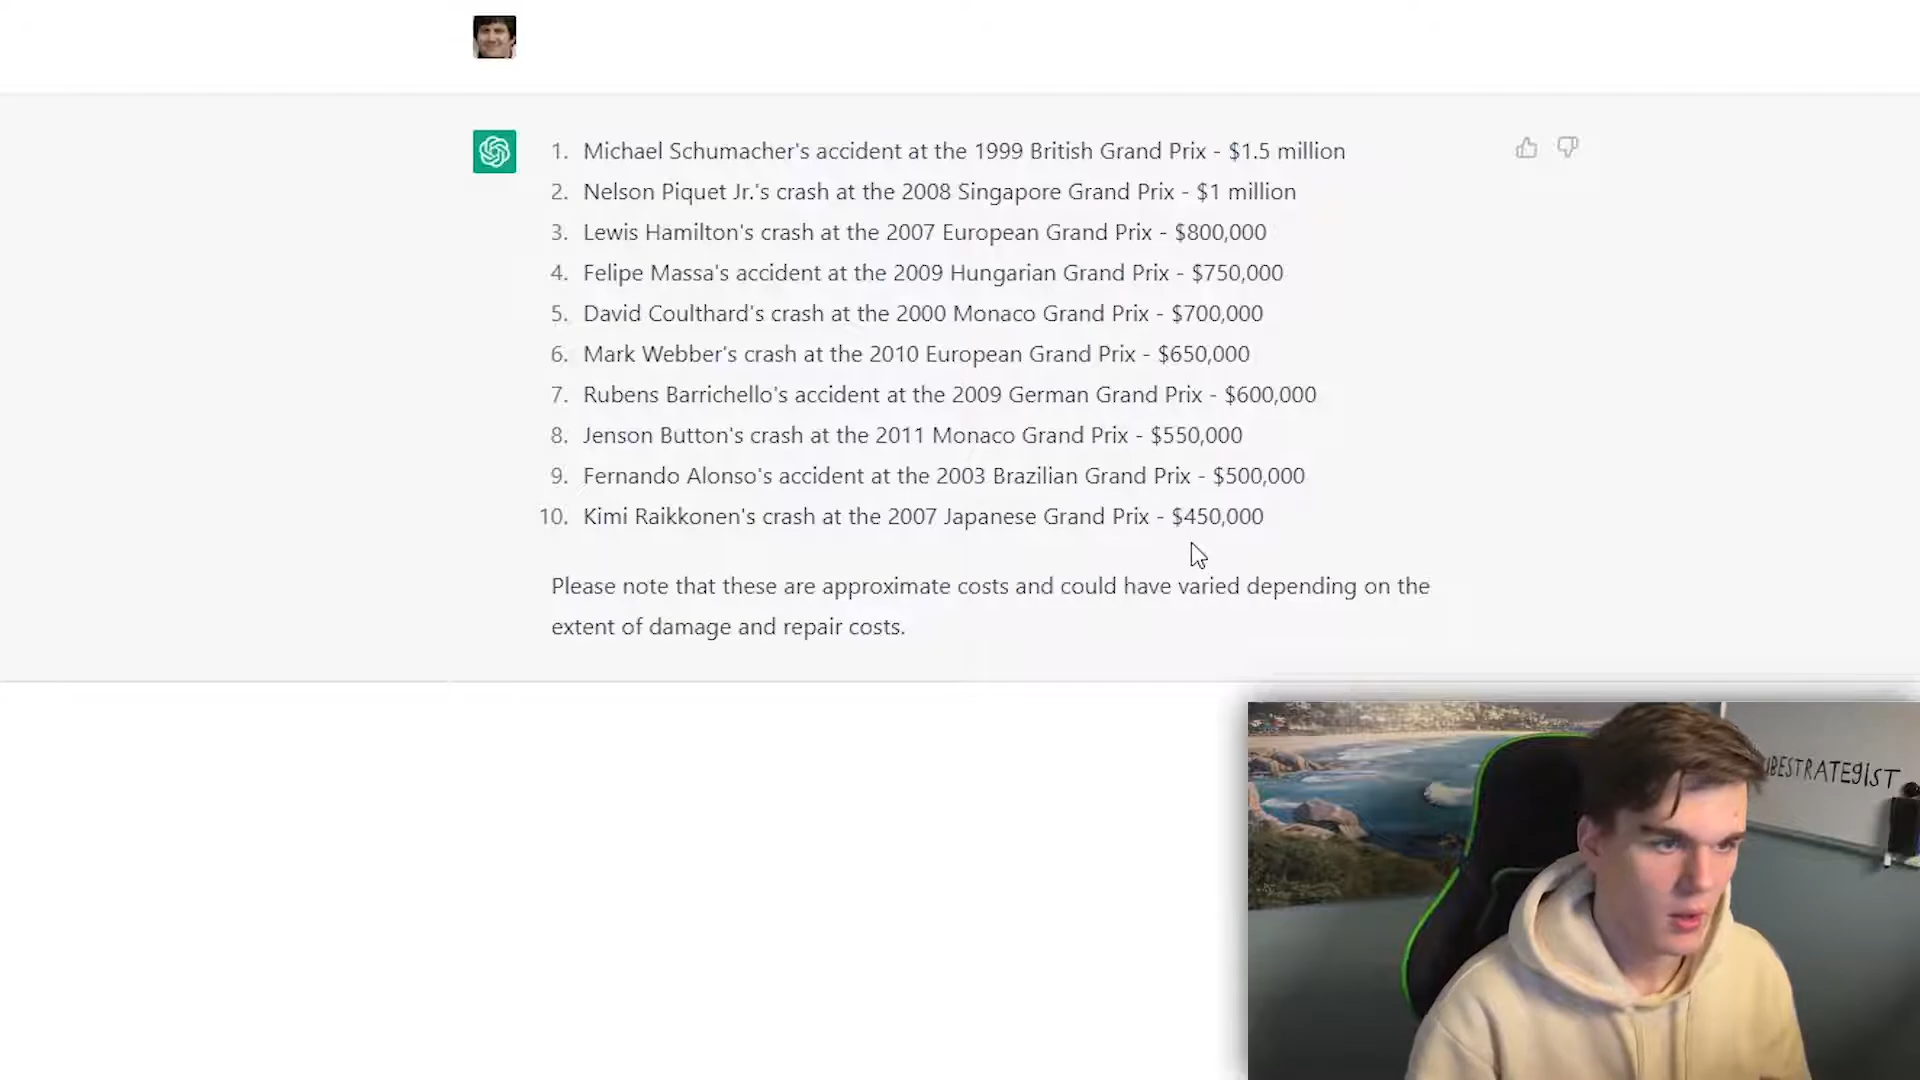 1. Michael Schumacher's accident at the 1999 British Grand Prix - $1.5 million
2. Nelson Piquet Jr.'s crash at the 2008 Singapore Grand Prix - $1 million
3. Lewis Hamilton's crash at the 2007 European Grand Prix - $800,000
4. Felipe Massa's accident at the 2009 Hungarian Grand Prix - $750,000
5. David Coulthard's crash at the 2000 Monaco Grand Prix - $700,000
6. Mark Webber's crash at the 2010 European Grand Prix - $650,000
7. Rubens Barrichello's accident at the 2009 German Grand Prix - $600,000
8. Jenson Button's crash at the 2011 Monaco Grand Prix - $550,000
9. Fernando Alonso's accident at the 2003 Brazilian Grand Prix - $500,000
10. Kimi Raikkonen's crash at the 2007 Japanese Grand Prix - $450,000
Please note that these are approximate costs and could have varied depending on the
extent of damage and repair costs.